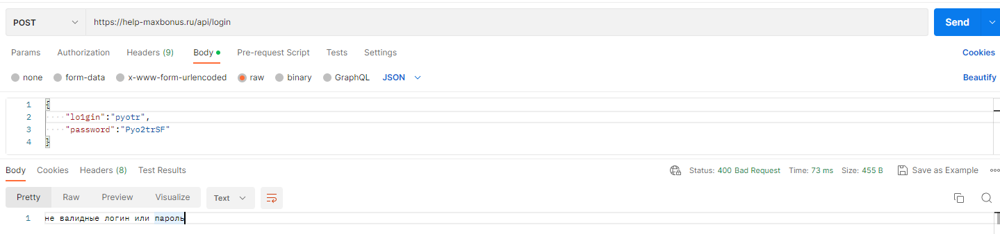 POST https://help-maxbonus.ru/api/login Send
Params Authorization Headers (9) Body Pre-request Script Tests Settings Cookies
none form-data x-www-form-urlencoded raw binary GraphQL JSON Beautify
1 {
2 ····"lo1gin":"pyotr",
3 ····"password":"Pyo2trSF"
4 }
Body Cookies Headers (8) Test Results Status: 400 Bad Request Time: 73 ms Size: 455 B Save as Example
Pretty Raw Preview Visualize Text
1 не валидные логин или пароль